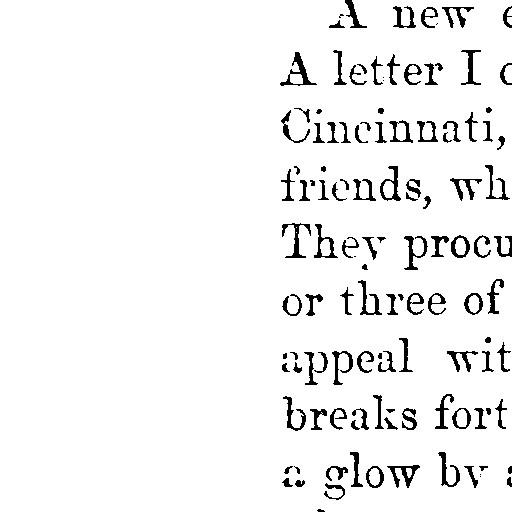 A new e
A letter I c
Cincinnati,
friends, wh
They procu
or three of
appeal wit
breaks fort
a glow by a